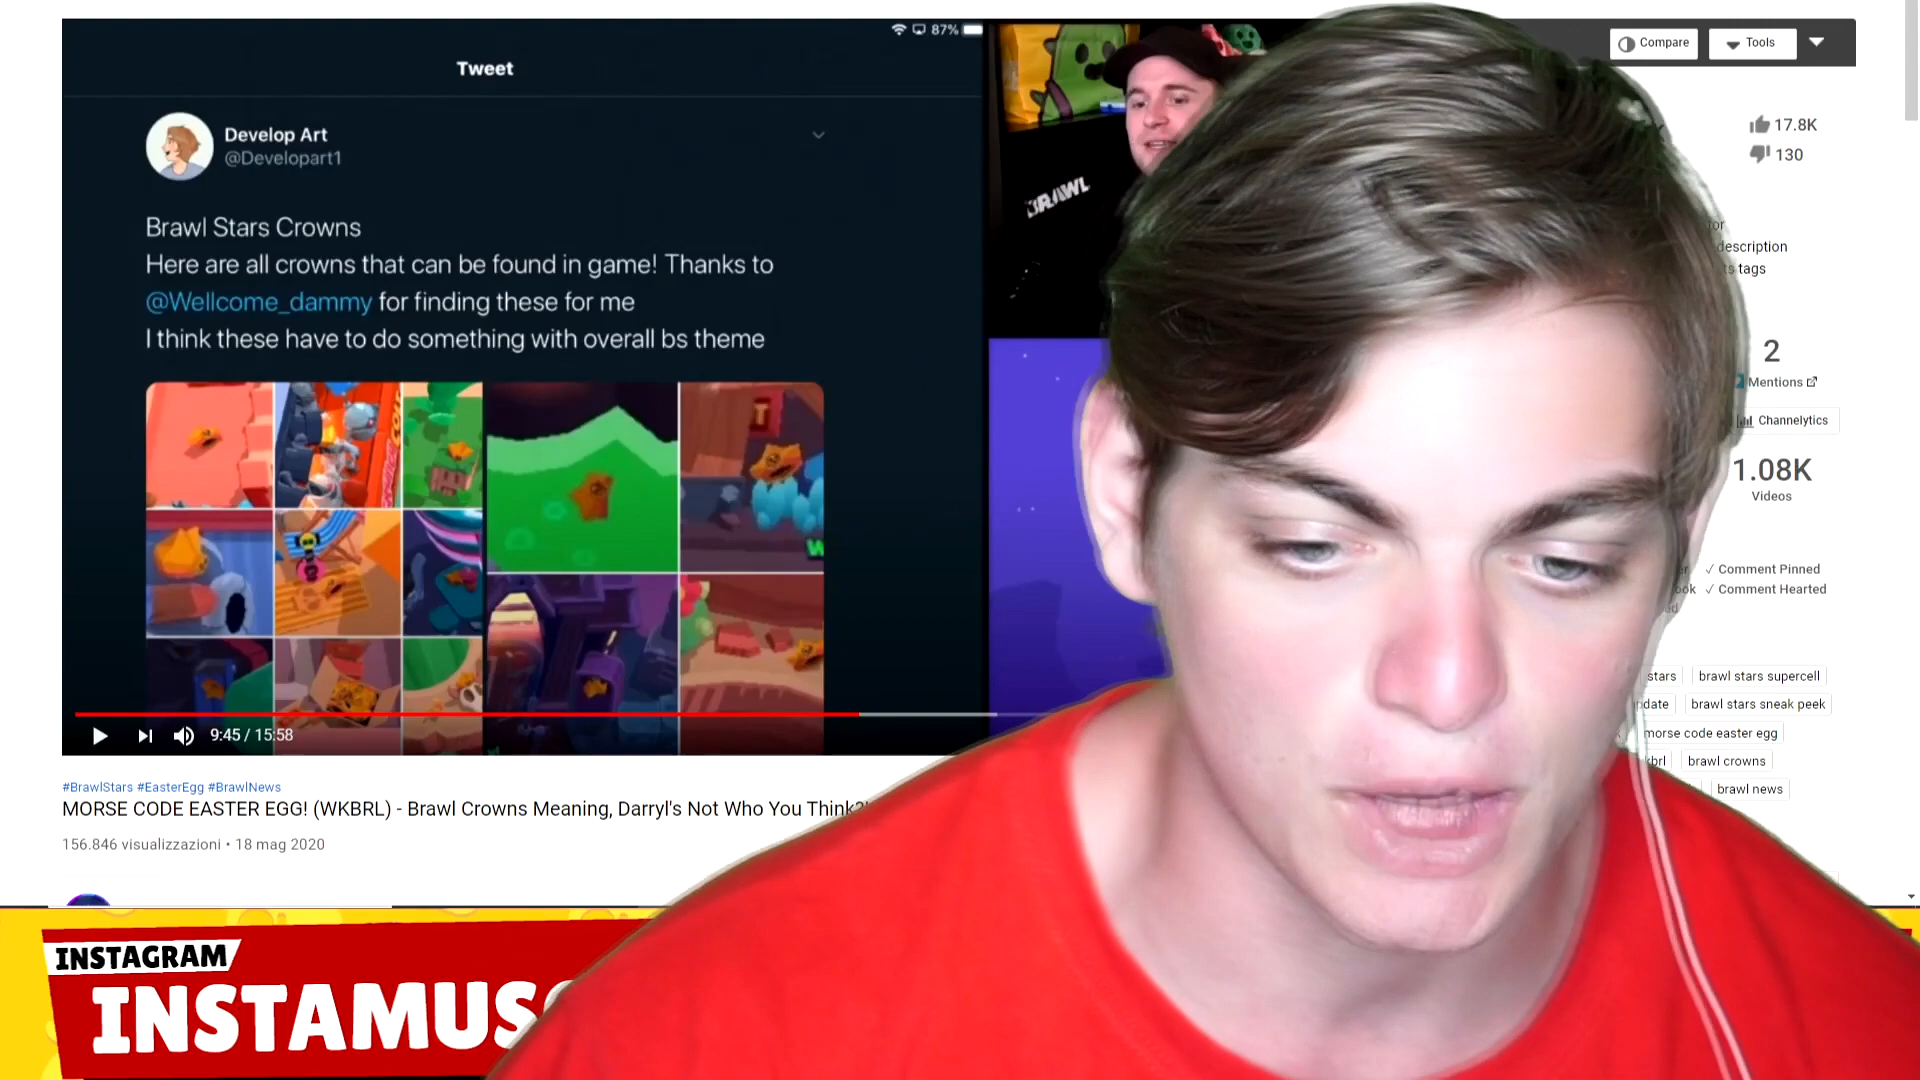 87%
Tweet
Develop Art
@Developart1
Brawl Stars Crowns
Here are all crowns that can be found in game! Thanks to
@Wellcome_dammy for finding these for me
I think these have to do something with overall bs theme
BRAWL
9:45 / 15:58
#BrawlStars #EasterEgg #BrawlNews
MORSE CODE EASTER EGG! (WKBRL) - Brawl Crowns Meaning, Darryl's Not Who You Think?
156.846 visualizzazioni • 18 mag 2020
Compare
Tools
17.8K
130
for
description
tags
2
Mentions
Channelytics
1.08K
Videos
✓ Comment Pinned
✓ Comment Hearted
stars
brawl stars supercell
brawl stars sneak peek
morse code easter egg
brawl crowns
brawl news
INSTAGRAM
INSTAMUS